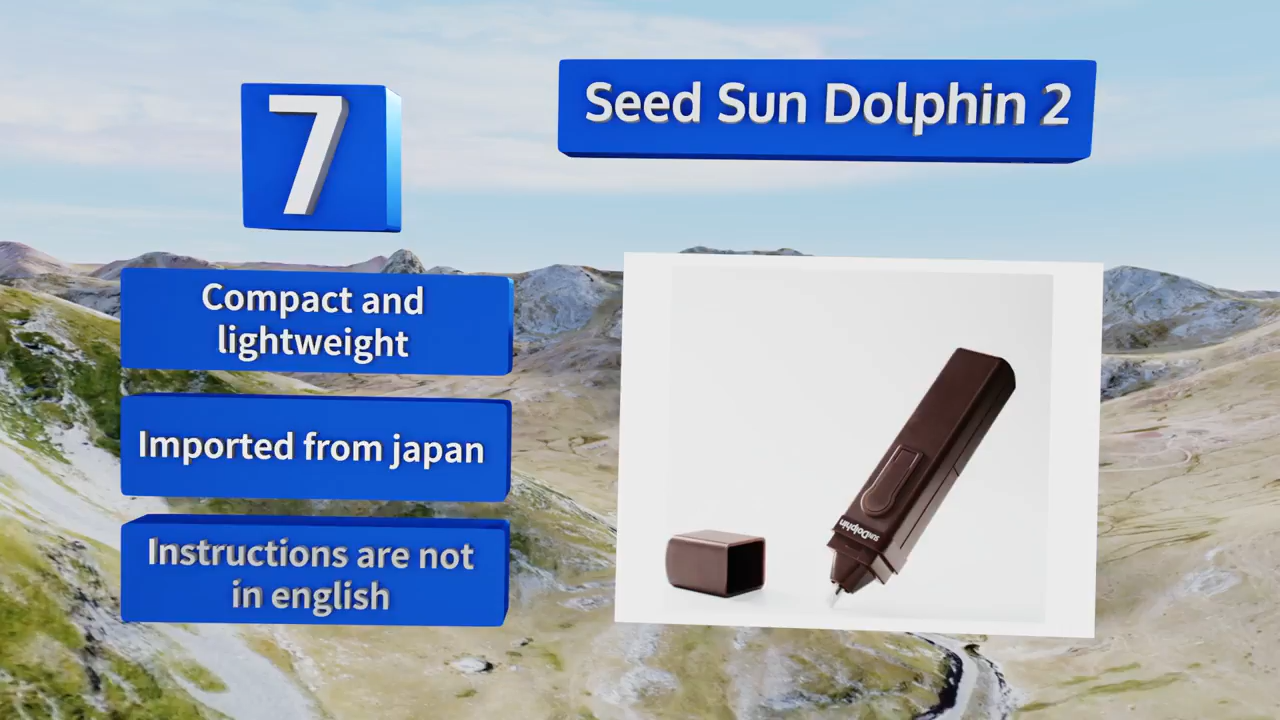 7
Seed Sun Dolphin 2
Compact and
lightweight
Imported from japan
Instructions are not
in english
sunDolphin